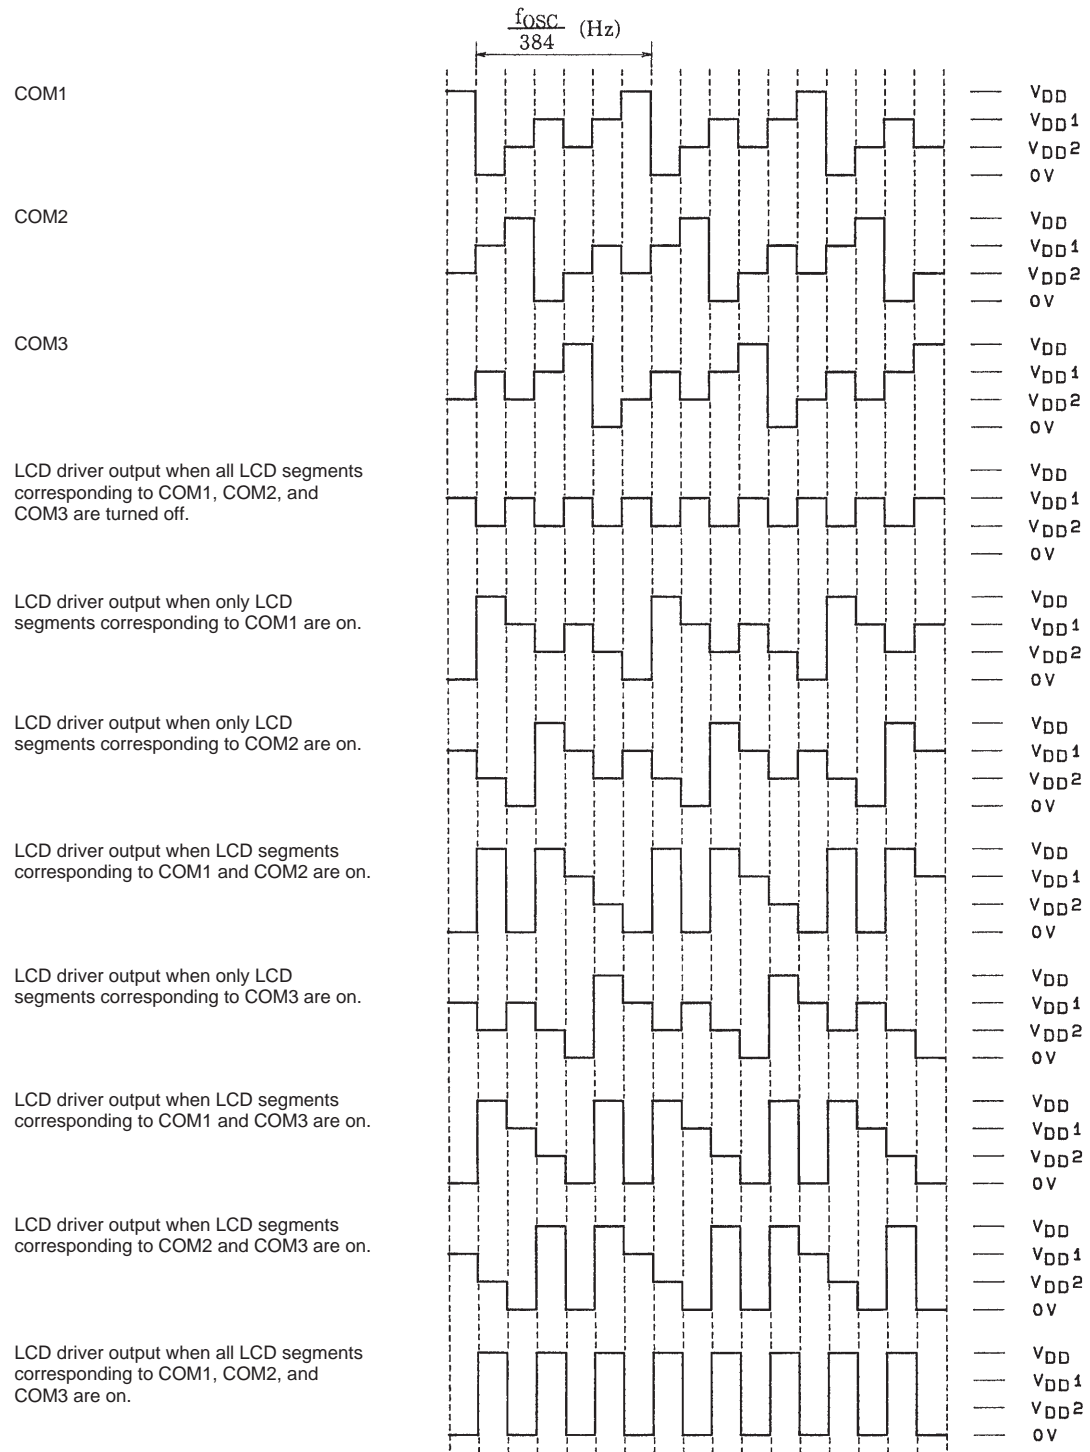 fOSC
384 (Hz)
COM1
VDD
VDD1
VDD2
0V
COM2
VDD
VDD1
VDD2
0V
COM3
VDD
VDD1
VDD2
0V
LCD driver output when all LCD segments
corresponding to COM1, COM2, and
COM3 are turned off.
VDD
VDD1
VDD2
0V
LCD driver output when only LCD
segments corresponding to COM1 are on.
VDD
VDD1
VDD2
0V
LCD driver output when only LCD
segments corresponding to COM2 are on.
VDD
VDD1
VDD2
0V
LCD driver output when LCD segments
corresponding to COM1 and COM2 are on.
VDD
VDD1
VDD2
0V
LCD driver output when only LCD
segments corresponding to COM3 are on.
VDD
VDD1
VDD2
0V
LCD driver output when LCD segments
corresponding to COM1 and COM3 are on.
VDD
VDD1
VDD2
0V
LCD driver output when LCD segments
corresponding to COM2 and COM3 are on.
VDD
VDD1
VDD2
0V
LCD driver output when all LCD segments
corresponding to COM1, COM2, and
COM3 are on.
VDD
VDD1
VDD2
0V